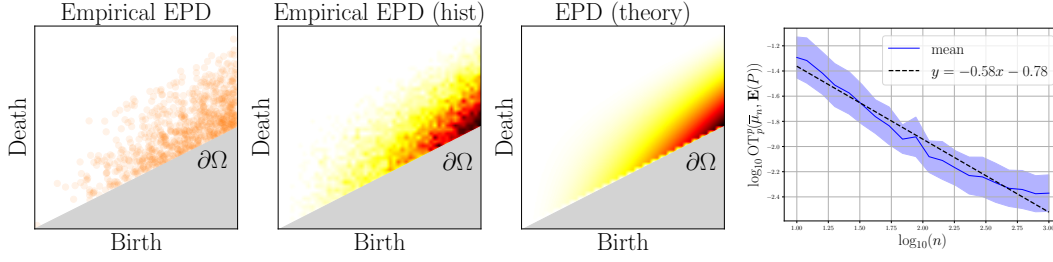 Empirical EPD
Death
∂Ω
Birth
Empirical EPD (hist)
Death
∂Ω
Birth
EPD (theory)
Death
∂Ω
Birth
log₁₀ OTₚᵖ(μ̅ₙ, E(P))
−1.2
−1.4
−1.6
−1.8
−2.0
−2.2
−2.4
mean
y = −0.58x − 0.78
1.00 1.25 1.50 1.75 2.00 2.25 2.50 2.75 3.00
log₁₀(n)